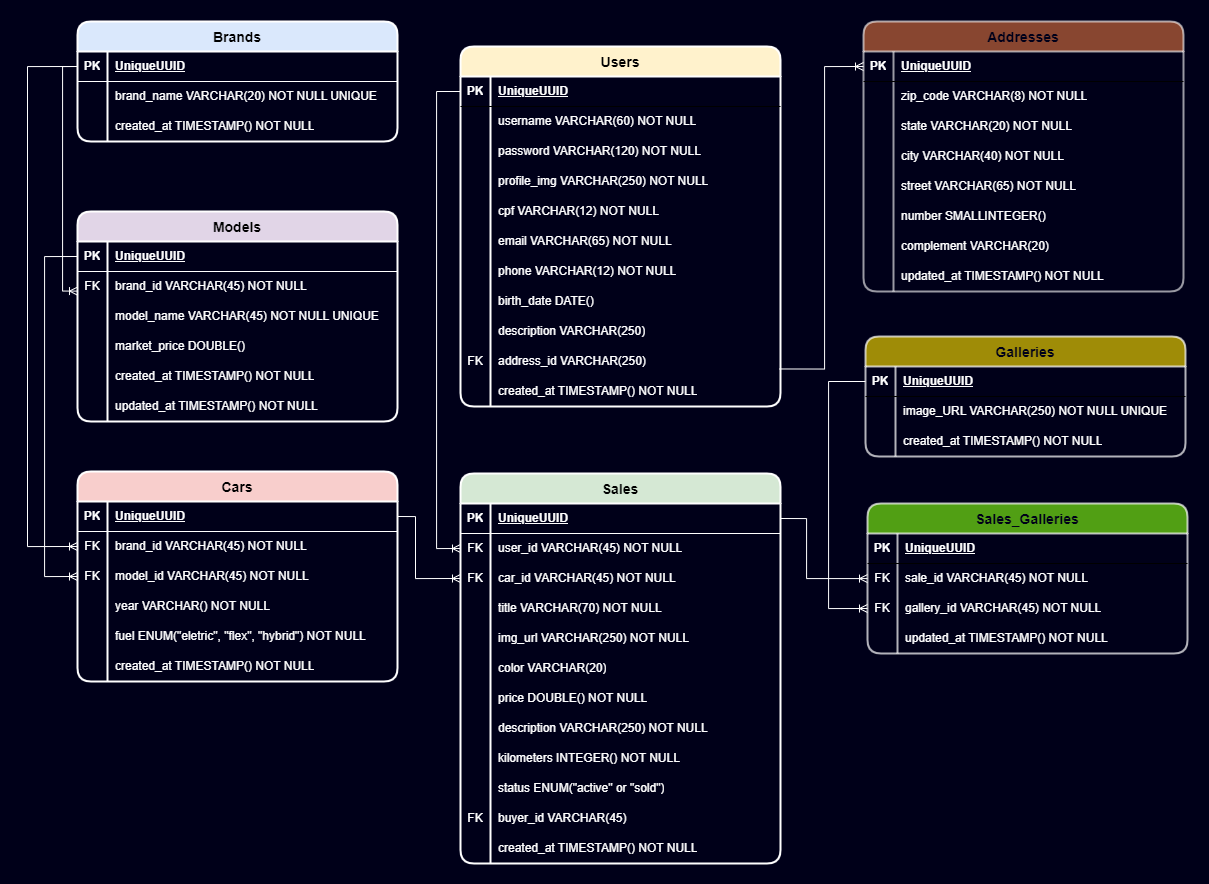 Brands
PK UniqueUUID
brand_name VARCHAR(20) NOT NULL UNIQUE
created_at TIMESTAMP() NOT NULL
Models
PK UniqueUUID
FK brand_id VARCHAR(45) NOT NULL
model_name VARCHAR(45) NOT NULL UNIQUE
market_price DOUBLE()
created_at TIMESTAMP() NOT NULL
updated_at TIMESTAMP() NOT NULL
Cars
PK UniqueUUID
FK brand_id VARCHAR(45) NOT NULL
FK model_id VARCHAR(45) NOT NULL
year VARCHAR() NOT NULL
fuel ENUM("eletric", "flex", "hybrid") NOT NULL
created_at TIMESTAMP() NOT NULL
Users
PK UniqueUUID
username VARCHAR(60) NOT NULL
password VARCHAR(120) NOT NULL
profile_img VARCHAR(250) NOT NULL
cpf VARCHAR(12) NOT NULL
email VARCHAR(65) NOT NULL
phone VARCHAR(12) NOT NULL
birth_date DATE()
description VARCHAR(250)
FK address_id VARCHAR(250)
created_at TIMESTAMP() NOT NULL
Sales
PK UniqueUUID
FK user_id VARCHAR(45) NOT NULL
FK car_id VARCHAR(45) NOT NULL
title VARCHAR(70) NOT NULL
img_url VARCHAR(250) NOT NULL
color VARCHAR(20)
price DOUBLE() NOT NULL
description VARCHAR(250) NOT NULL
kilometers INTEGER() NOT NULL
status ENUM("active" or "sold")
FK buyer_id VARCHAR(45)
created_at TIMESTAMP() NOT NULL
Addresses
PK UniqueUUID
zip_code VARCHAR(8) NOT NULL
state VARCHAR(20) NOT NULL
city VARCHAR(40) NOT NULL
street VARCHAR(65) NOT NULL
number SMALLINTEGER()
complement VARCHAR(20)
updated_at TIMESTAMP() NOT NULL
Galleries
PK UniqueUUID
image_URL VARCHAR(250) NOT NULL UNIQUE
created_at TIMESTAMP() NOT NULL
Sales_Galleries
PK UniqueUUID
FK sale_id VARCHAR(45) NOT NULL
FK gallery_id VARCHAR(45) NOT NULL
updated_at TIMESTAMP() NOT NULL